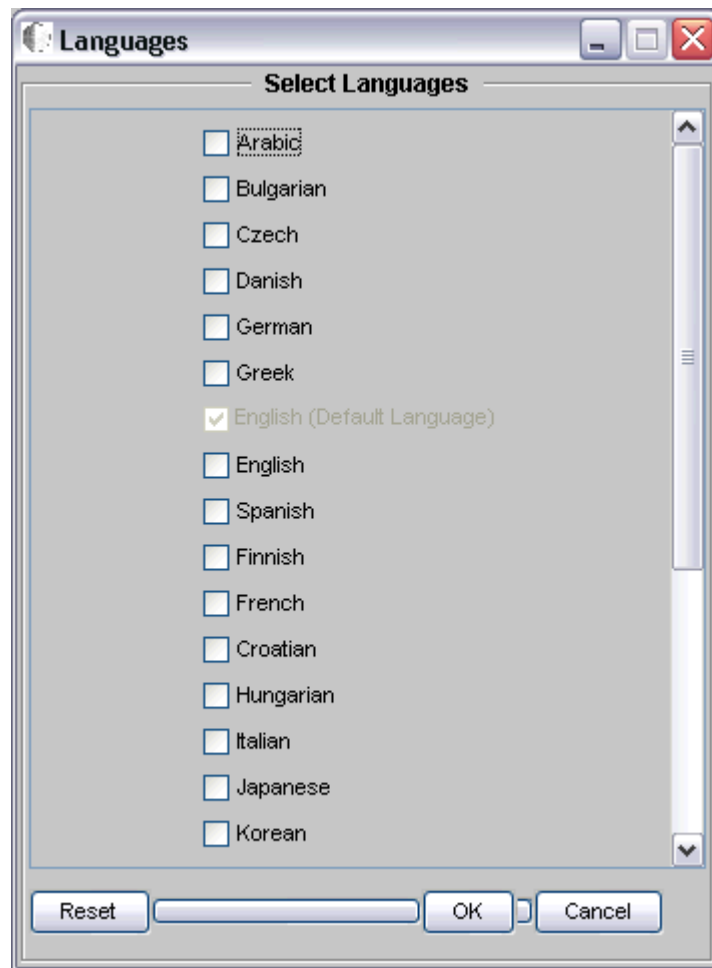 Languages
Select Languages
Arabic
Bulgarian
Czech
Danish
German
Greek
English (Default Language)
English
Spanish
Finnish
French
Croatian
Hungarian
Italian
Japanese
Korean
Reset OK Cancel